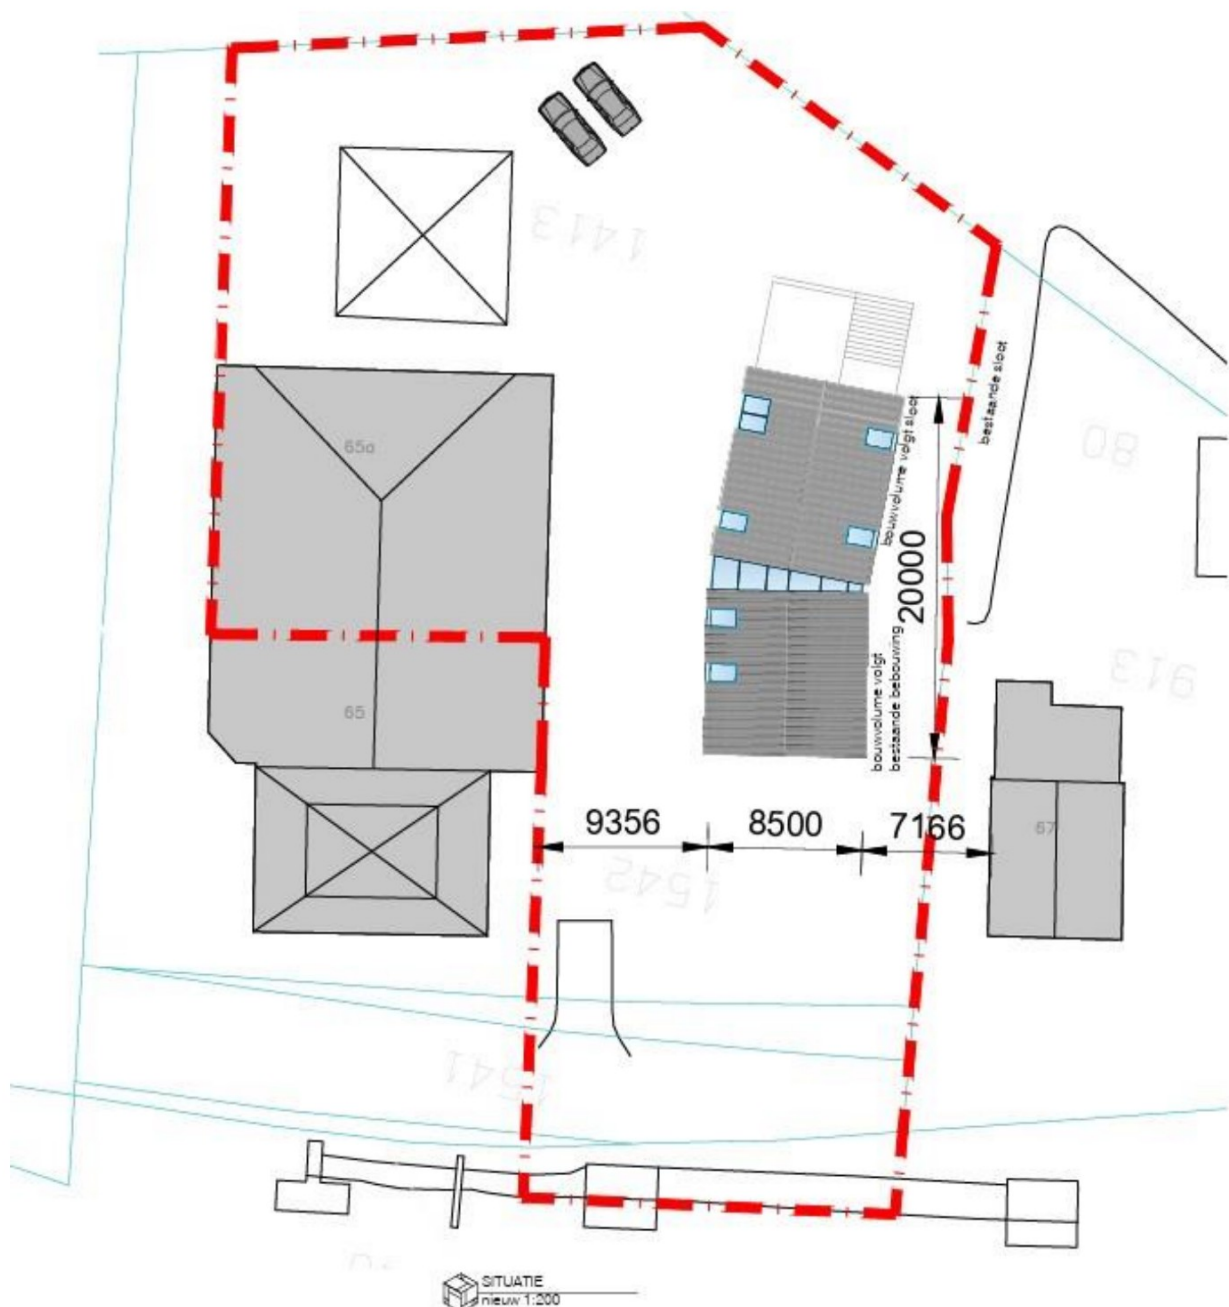 1413
bestaande sloot
bouwvolume volgt sloot
80
65a
20000
913
bouwvolume volgt
bestaande bebouwing
65
9356
8500
7166
67
1542
1541
SITUATIE
nieuw 1:200